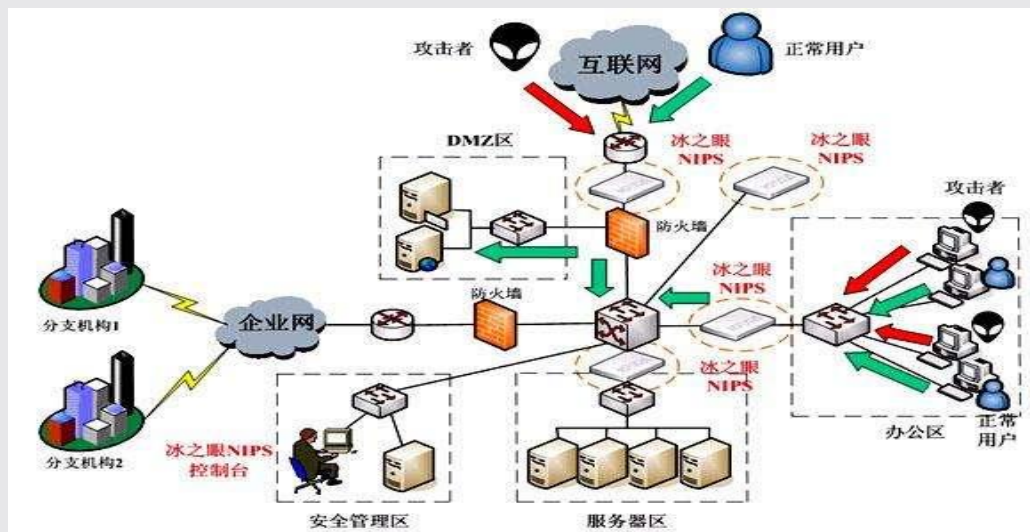 攻击者
互联网
正常用户
DMZ区
冰之眼
NIPS
冰之眼
NIPS
攻击者
防火墙
冰之眼
NIPS
防火墙
分支机构1
企业网
冰之眼
NIPS
正常
用户
办公区
分支机构2
冰之眼NIPS
控制台
安全管理区
服务器区